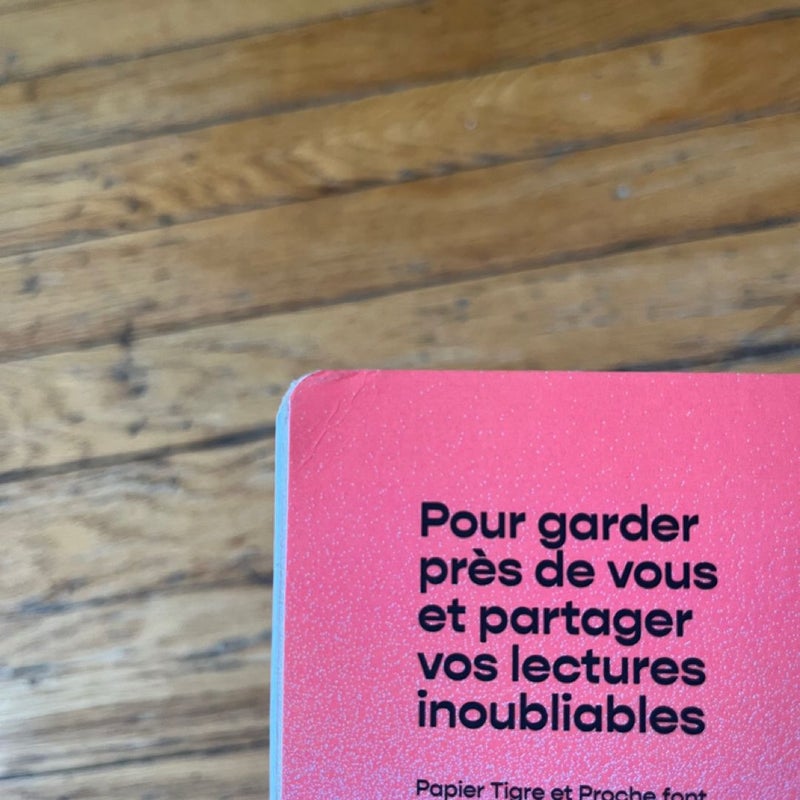 Pour garder
près de vous
et partager
vos lectures
inoubliables
Papier Tigre et Proche font